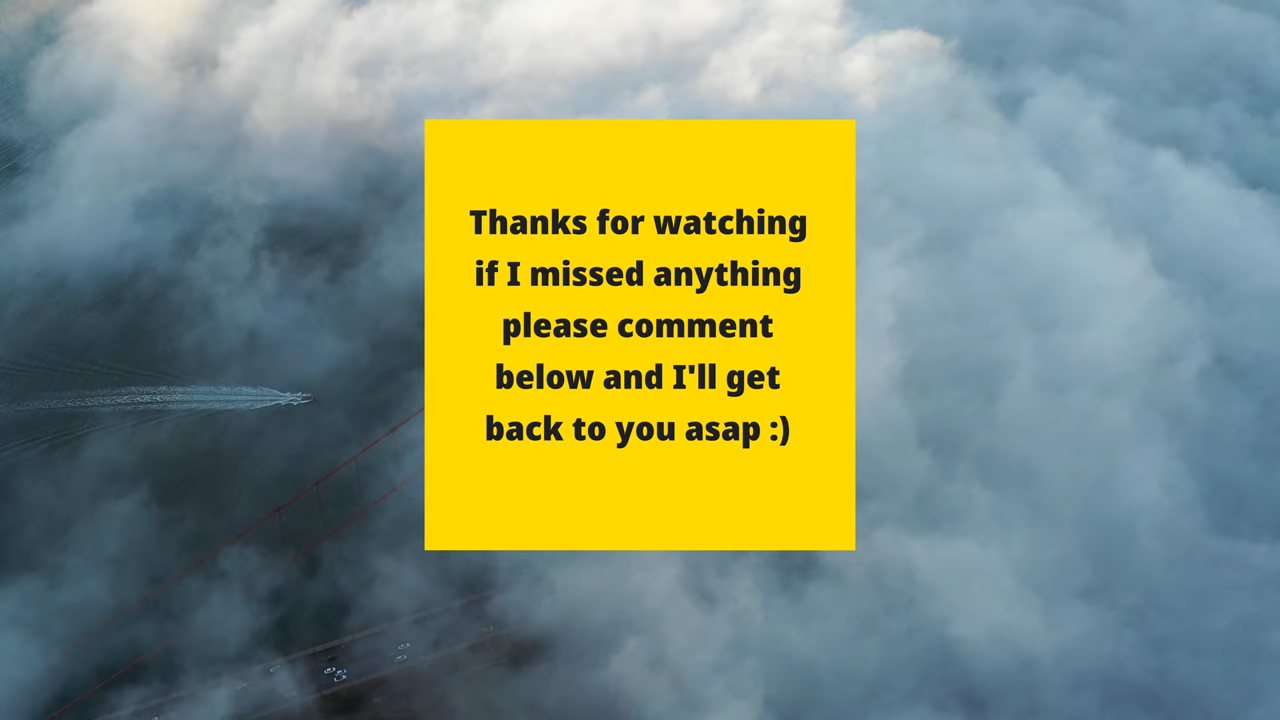 Thanks for watching
if I missed anything
please comment
below and I'll get
back to you asap :)